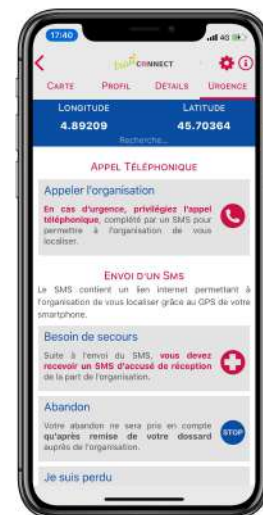 17:40
4G
CONNECT
CARTE PROFIL DÉTAILS URGENCE
LONGITUDE LATITUDE
4.89209 45.70364
Recherche...
APPEL TÉLÉPHONIQUE
Appeler l'organisation
En cas d'urgence, privilégiez l'appel
téléphonique, complété par un SMS pour
permettre à l'organisation de vous
localiser.
ENVOI D'UN SMS
Le SMS contient un lien internet permettant à
l'organisation de vous localiser grâce au GPS de votre
smartphone.
Besoin de secours
Suite à l'envoi du SMS, vous devez
recevoir un SMS d'accusé de réception
de la part de l'organisation.
Abandon
Votre abandon ne sera pris en compte
qu'après remise de votre dossard
auprès de l'organisation.
STOP
Je suis perdu